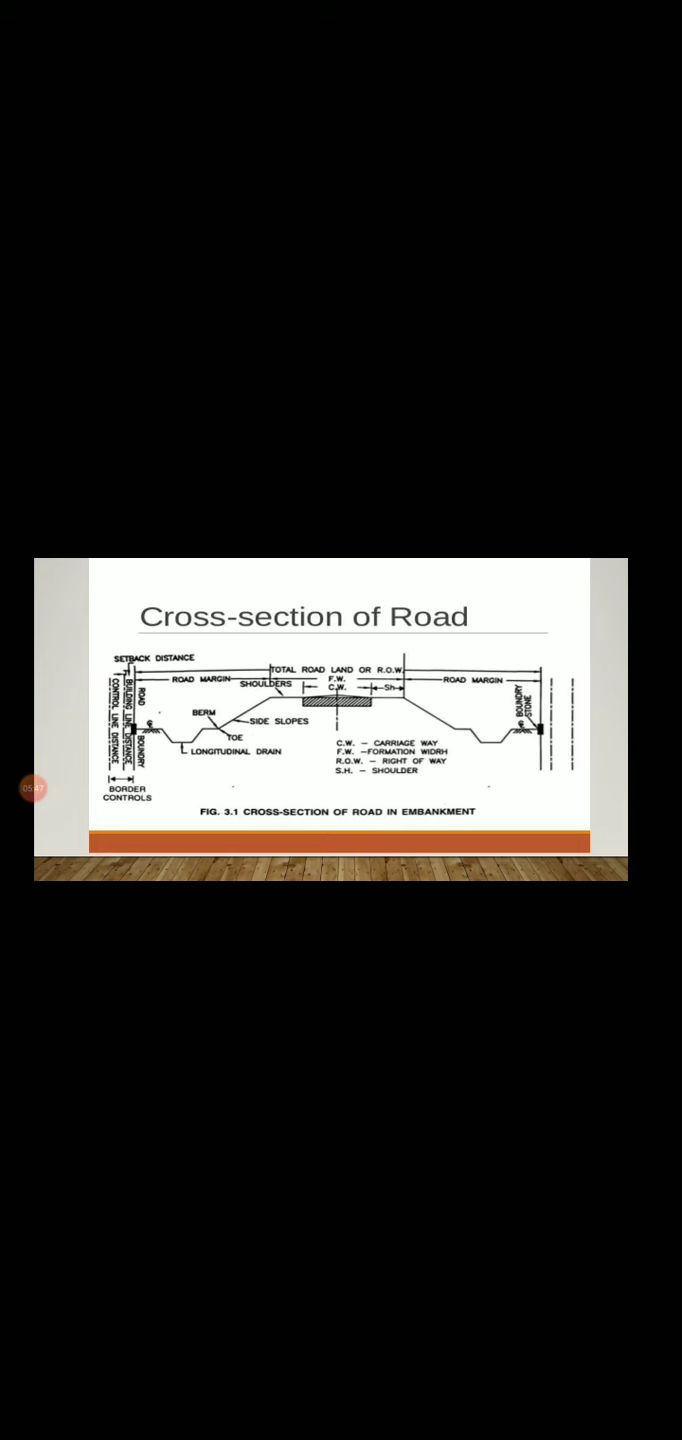 Cross-section of Road
SETBACK DISTANCE
TOTAL ROAD LAND OR R.O.W.
ROAD MARGIN
F.W.
ROAD MARGIN
SHOULDERS
C.W.
Sh
CONTROL LINE DISTANCE
BUILDING LINE DISTANCE
ROAD BOUNDRY
BOUNDRY STONE
BERM
SIDE SLOPES
TOE
LONGITUDINAL DRAIN
C.W. – CARRIAGE WAY
F.W. –FORMATION WIDRH
R.O.W. – RIGHT OF WAY
S.H. – SHOULDER
05:47
BORDER
CONTROLS
FIG. 3.1 CROSS-SECTION OF ROAD IN EMBANKMENT